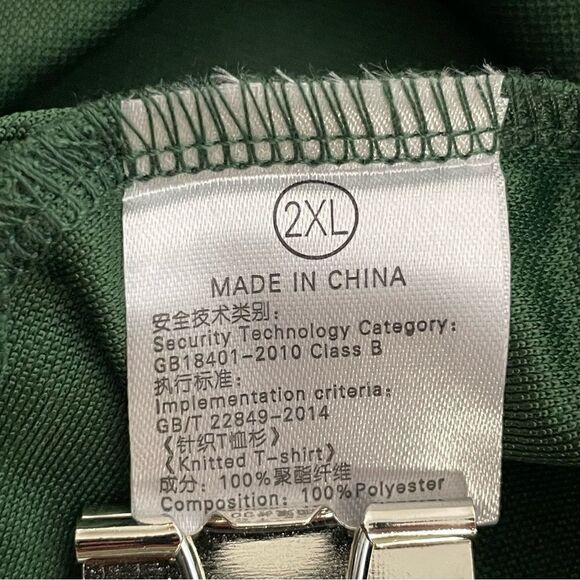 2XL
MADE IN CHINA
安全技术类别:
Security Technology Category:
GB18401-2010 Class B
执行标准:
Implementation criteria:
GB/T 22849-2014
《针织T恤衫》
《Knitted T-shirt》
成分: 100%聚酯纤维
Composition: 100%Polyester